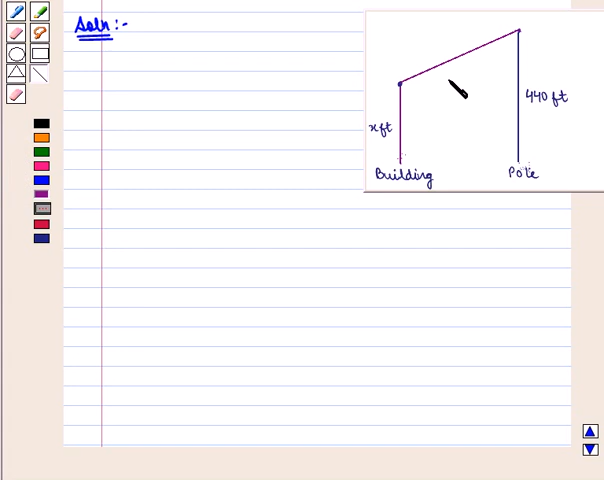 Soln :-
440 ft
x ft
Building
Pole